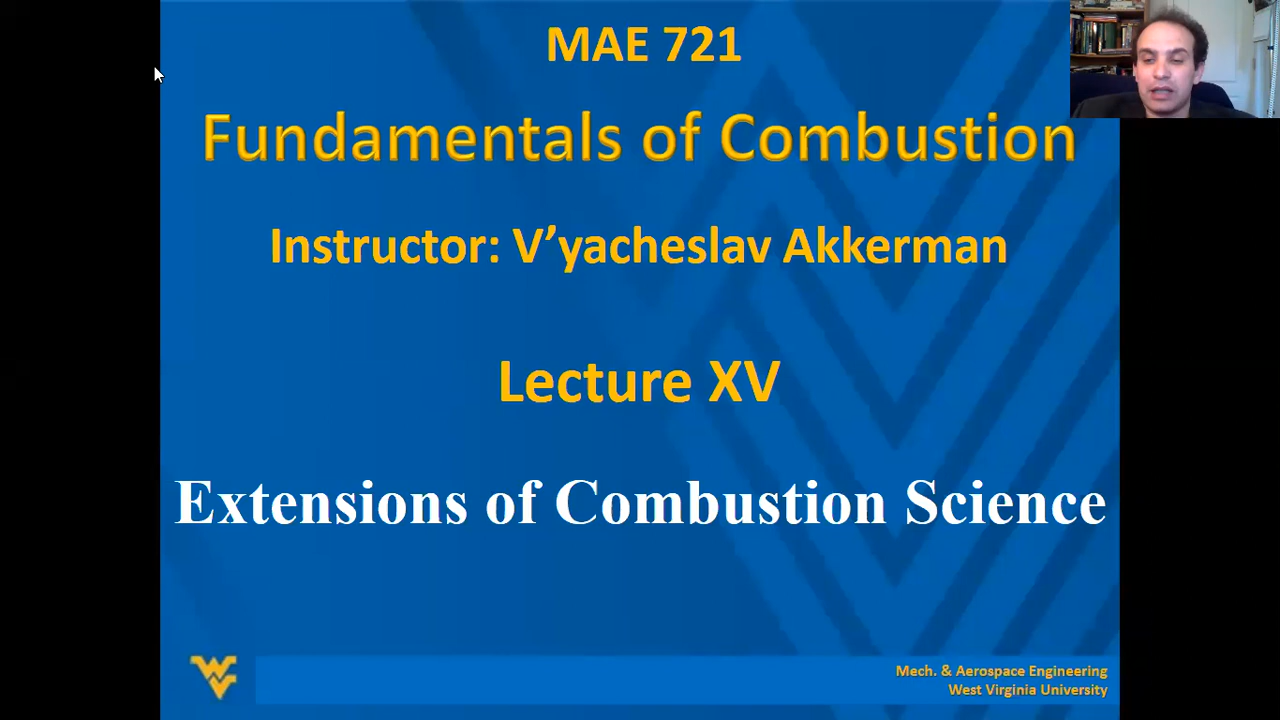 MAE 721
Fundamentals of Combustion
Instructor: V’yacheslav Akkerman
Lecture XV
Extensions of Combustion Science
Mech. & Aerospace Engineering
West Virginia University